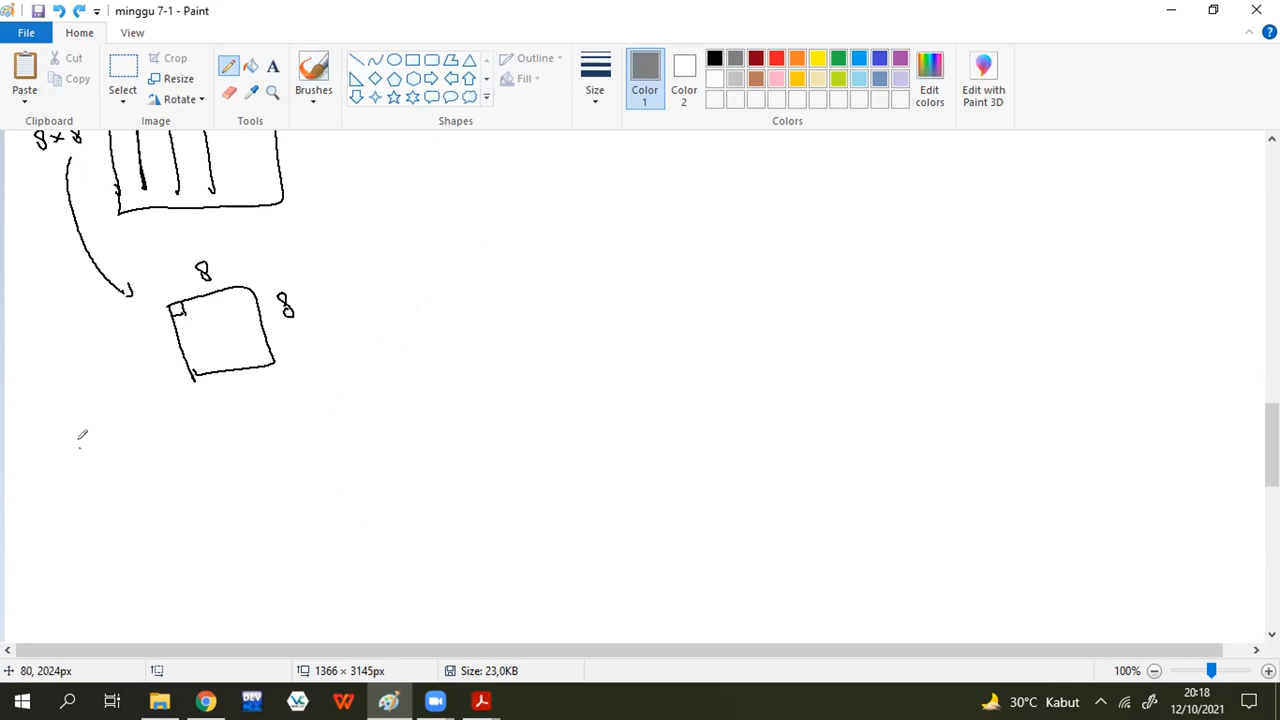 minggu 7-1 - Paint
File Home View
Paste
Cut
Copy
Clipboard
Select
Crop
Resize
Rotate
Image
Tools
Brushes
Shapes
Outline
Fill
Size
Color 1
Color 2
Edit colors
Colors
Edit with Paint 3D
8 x 8
8
8
80, 2024px
1366 × 3145px
Size: 23,0KB
100%
DEV
30°C Kabut
20:18
12/10/2021